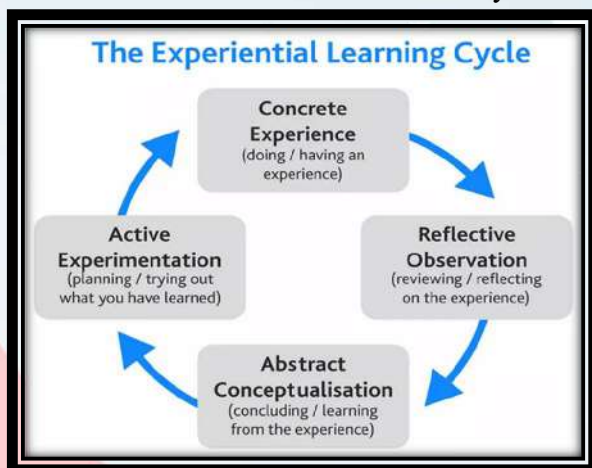 The Experiential Learning Cycle
Concrete
Experience
(doing / having an
experience)
Reflective
Observation
(reviewing / reflecting
on the experience)
Abstract
Conceptualisation
(concluding / learning
from the experience)
Active
Experimentation
(planning / trying out
what you have learned)